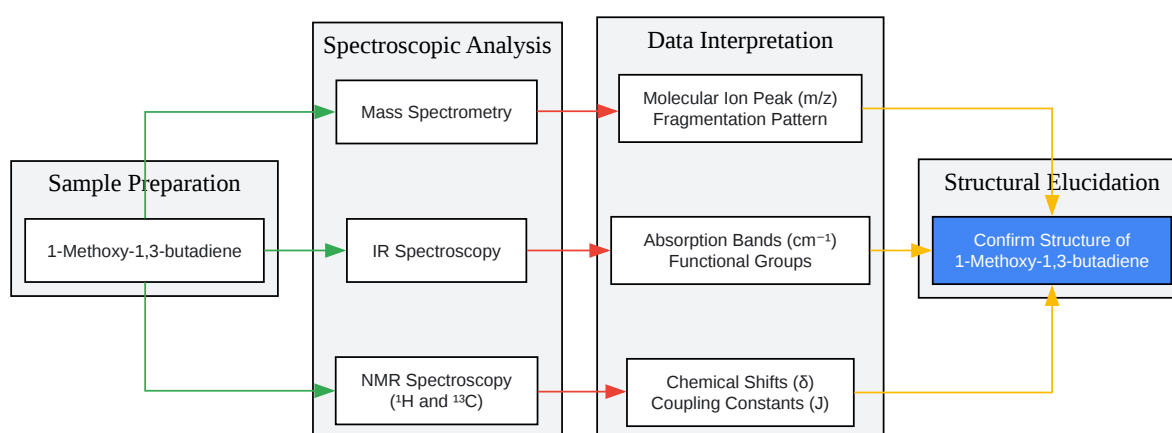 Spectroscopic Analysis
Data Interpretation
Mass Spectrometry
Molecular Ion Peak (m/z)
Fragmentation Pattern
Sample Preparation
Structural Elucidation
1-Methoxy-1,3-butadiene
IR Spectroscopy
Absorption Bands (cm⁻¹)
Functional Groups
Confirm Structure of
1-Methoxy-1,3-butadiene
NMR Spectroscopy
(¹H and ¹³C)
Chemical Shifts (δ)
Coupling Constants (J)